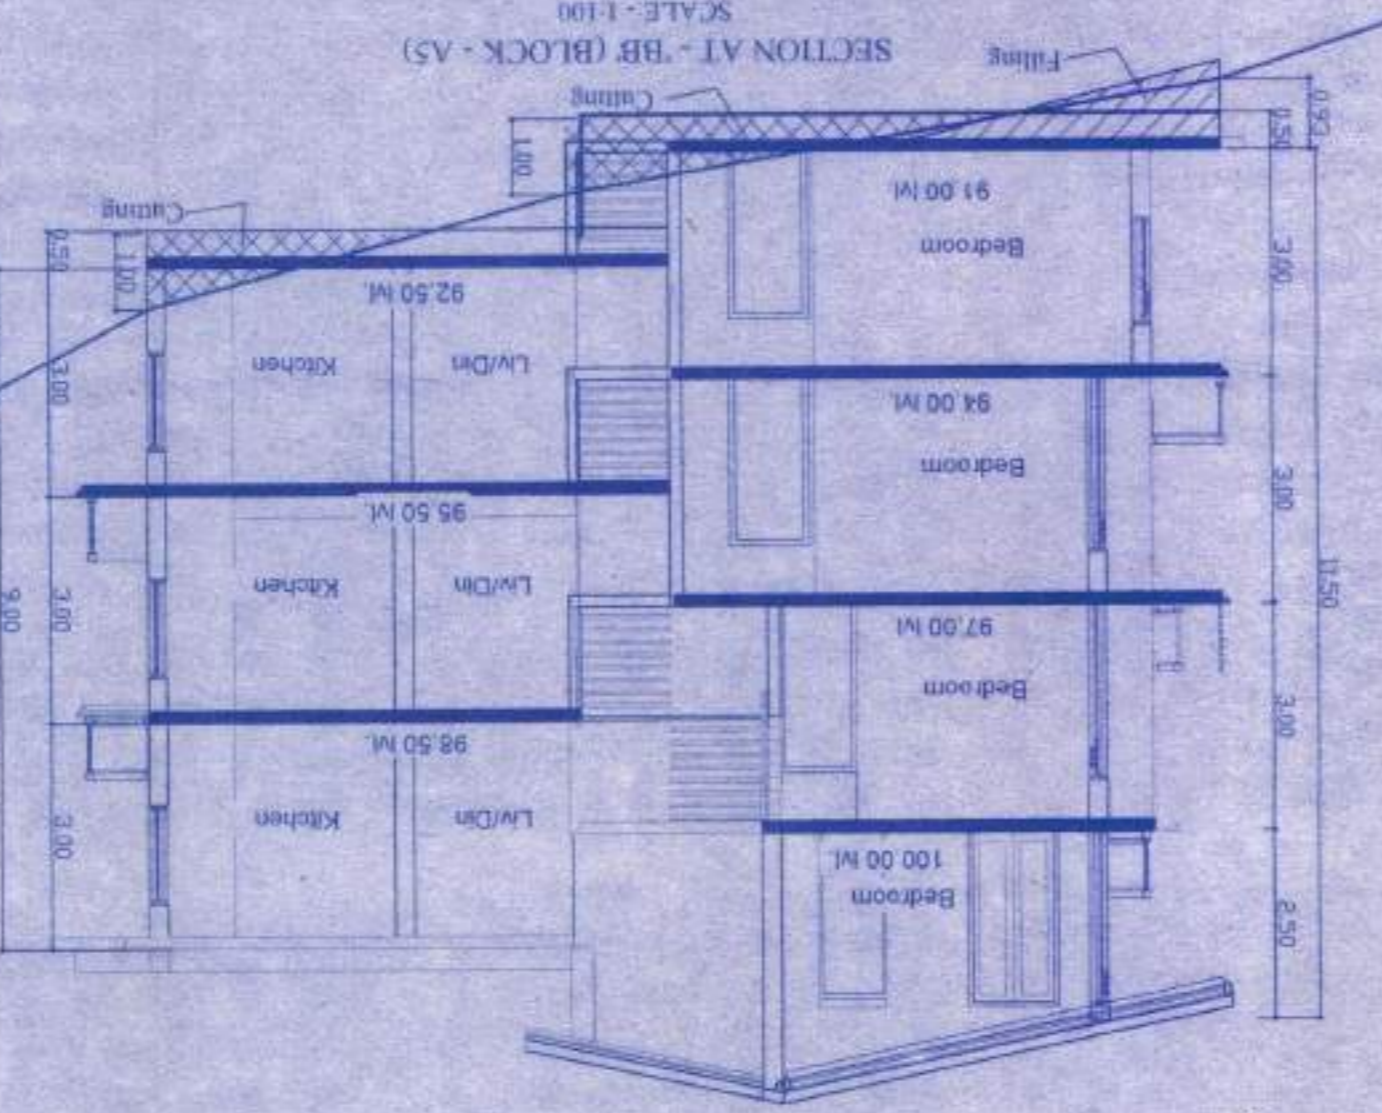 2.50
Bedroom
100.00 lvl.
Liv/Din
Kitchen
3.00
98.50 lvl.
3.00
Bedroom
97.00 lvl
11.50
Liv/Din
Kitchen
3.00
9.00
95.50 lvl.
3.00
Bedroom
94.00 lvl.
Liv/Din
Kitchen
3.00
92.50 lvl.
3.00
Bedroom
91.00 lvl
1.00
0.50
Cutting
1.00
0.50
0.93
Cutting
Filling
SECTION AT - 'BB' (BLOCK - A5)
SCALE - 1:100